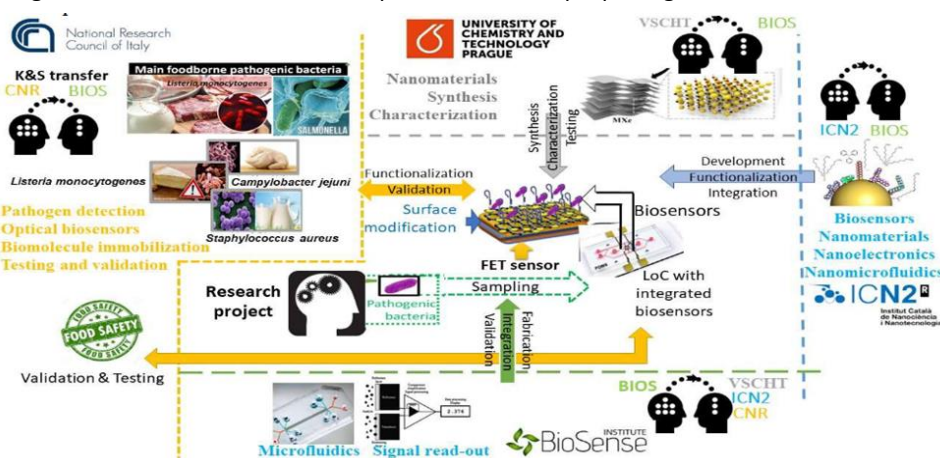 National Research
Council of Italy
UNIVERSITY OF
CHEMISTRY AND
TECHNOLOGY
PRAGUE
VSCHT
BIOS
K&S transfer
CNR
BIOS
Main foodborne pathogenic bacteria
Listeria monocytogenes
SALMONELLA
Nanomaterials
Synthesis
Characterization
MXe
Synthesis
Characterization
Testing
ICN2
BIOS
Listeria monocytogenes
Campylobacter jejuni
Staphylococcus aureus
Functionalization
Validation
Surface
modification
Development
Functionalization
Integration
Biosensors
Pathogen detection
Optical biosensors
Biomolecule immobilization
Testing and validation
Biosensors
Nanomaterials
Nanoelectronics
Nanomicrofluidics
ICN2 R
Institut Català
de Nanociència
i Nanotecnologia
FET sensor
Sampling
LoC with
integrated
biosensors
Research
project
Pathogenic
bacteria
FOOD SAFETY
FOOD SAFETY
FOOD SAFETY
Validation & Testing
Validation
Integration
Fabrication
BIOS
VSCHT
ICN2
CNR
2.374
Microfluidics
Signal read-out
BioSense
INSTITUTE